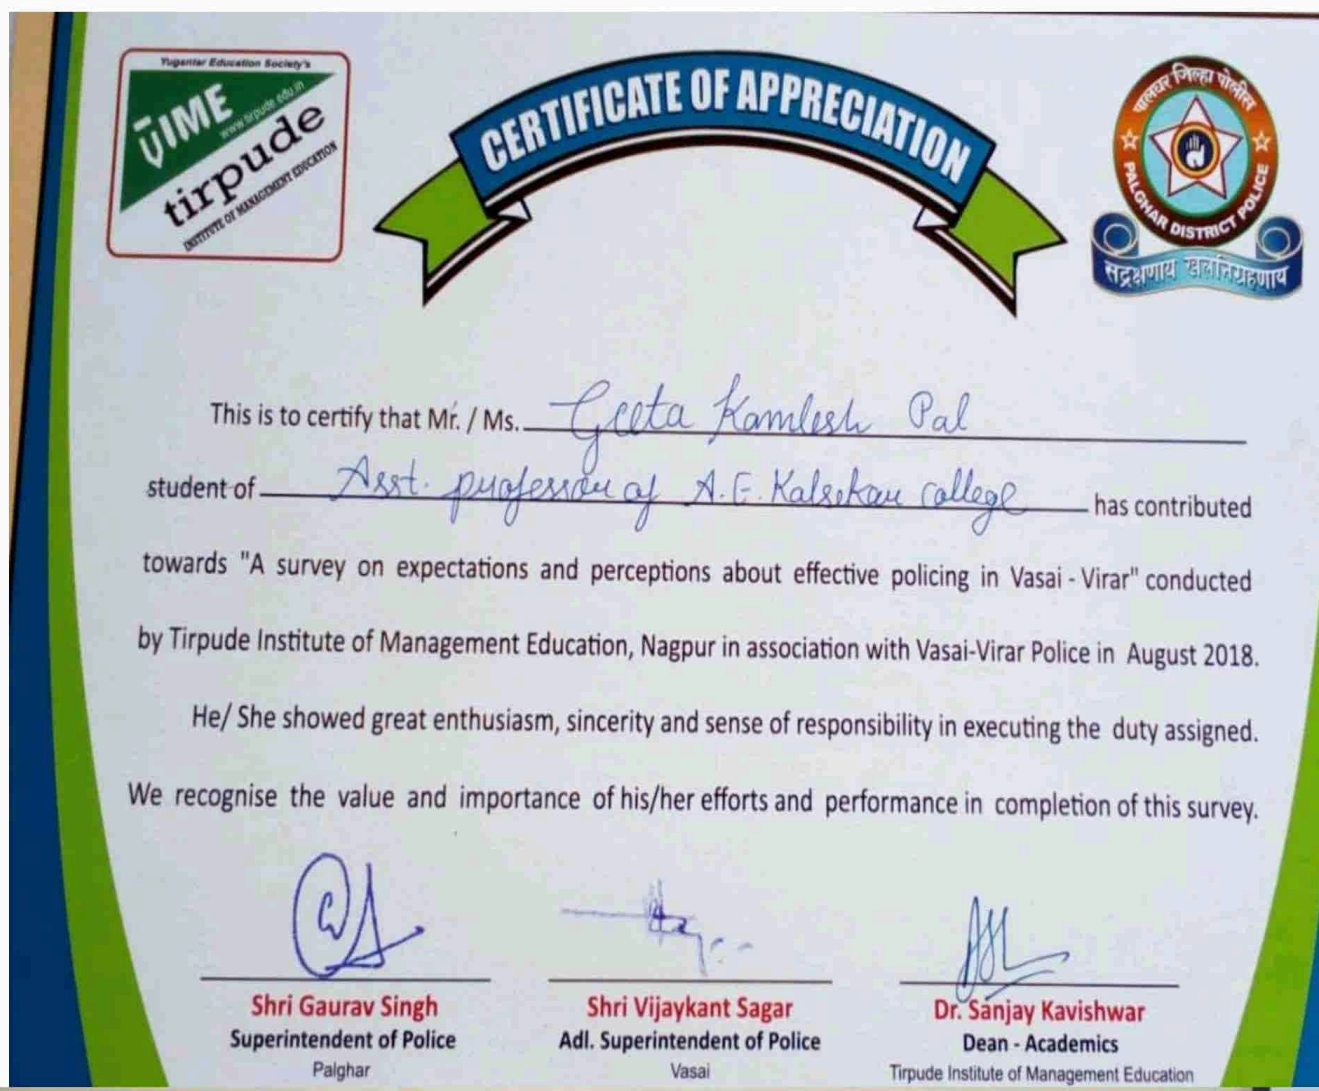 Yugantar Education Society's
TIME
www.tirpude.edu.in
tirpude
INSTITUTE OF MANAGEMENT EDUCATION
CERTIFICATE OF APPRECIATION
पालघर जिल्हा पोलीस
PALGHAR DISTRICT POLICE
सद्रक्षणाय खलनिग्रहणाय
This is to certify that Mr. / Ms. Geeta Kamlesh Pal
student of Asst. professor of A. E. Kalsekar College has contributed
towards "A survey on expectations and perceptions about effective policing in Vasai - Virar" conducted
by Tirpude Institute of Management Education, Nagpur in association with Vasai-Virar Police in August 2018.
He/ She showed great enthusiasm, sincerity and sense of responsibility in executing the duty assigned.
We recognise the value and importance of his/her efforts and performance in completion of this survey.
Shri Gaurav Singh
Superintendent of Police
Palghar
Shri Vijaykant Sagar
Adl. Superintendent of Police
Vasai
Dr. Sanjay Kavishwar
Dean - Academics
Tirpude Institute of Management Education